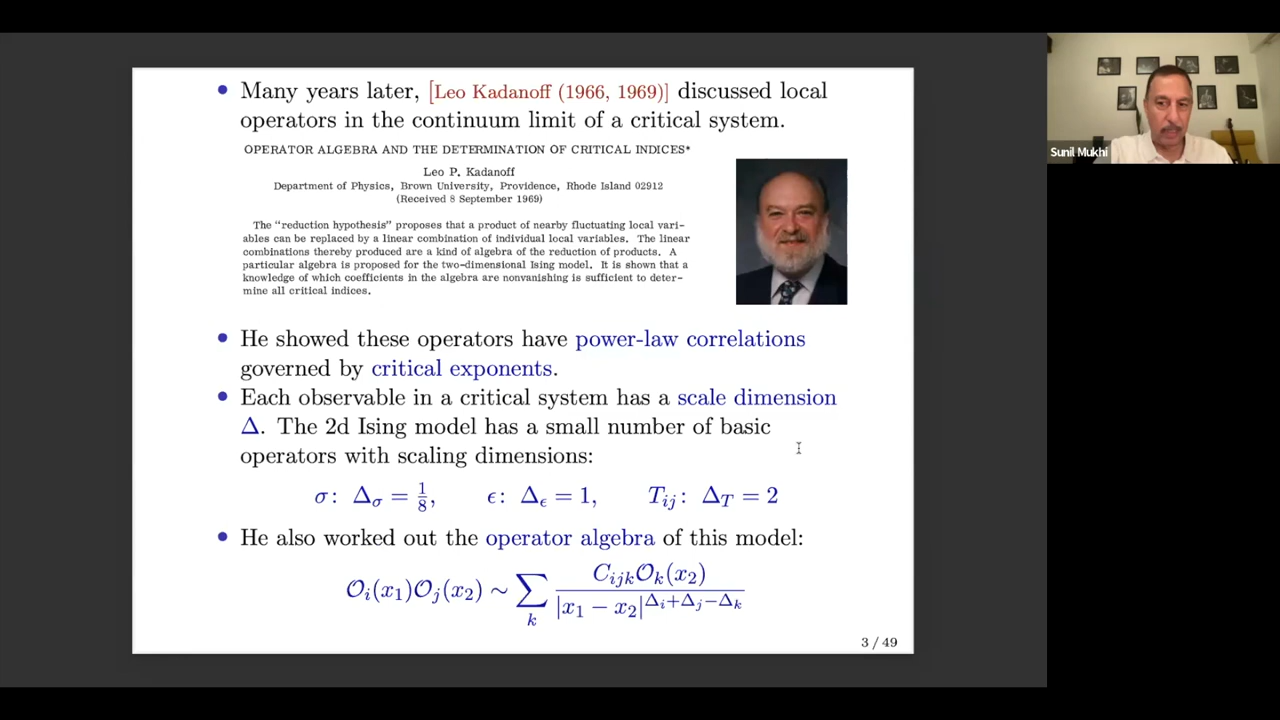 • Many years later, [Leo Kadanoff (1966, 1969)] discussed local
operators in the continuum limit of a critical system.
OPERATOR ALGEBRA AND THE DETERMINATION OF CRITICAL INDICES*
Leo P. Kadanoff
Department of Physics, Brown University, Providence, Rhode Island 02912
(Received 8 September 1969)
The "reduction hypothesis" proposes that a product of nearby fluctuating local vari-
ables can be replaced by a linear combination of individual local variables. The linear
combinations thereby produced are a kind of algebra of the reduction of products. A
particular algebra is proposed for the two-dimensional Ising model. It is shown that a
knowledge of which coefficients in the algebra are nonvanishing is sufficient to deter-
mine all critical indices.
• He showed these operators have power-law correlations
governed by critical exponents.
• Each observable in a critical system has a scale dimension
Δ. The 2d Ising model has a small number of basic
operators with scaling dimensions:
σ: Δ_σ = 1/8, ϵ: Δ_ϵ = 1, T_ij: Δ_T = 2
• He also worked out the operator algebra of this model:
O_i(x_1)O_j(x_2) ~ ∑_k C_ijk O_k(x_2) / |x_1 − x_2|^{Δ_i+Δ_j−Δ_k}
3 / 49
Sunil Mukhi